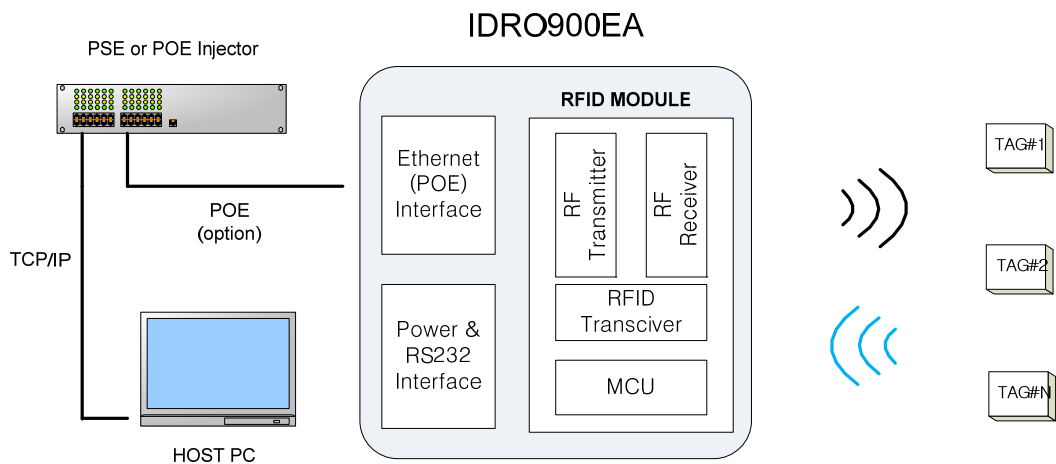 IDRO900EA
PSE or POE Injector
RFID MODULE
Ethernet
(POE)
Interface
RF
Transmitter
RF
Receiver
TAG#1
POE
(option)
TCP/IP
TAG#2
RFID
Transciver
Power &
RS232
Interface
MCU
TAG#N
HOST PC